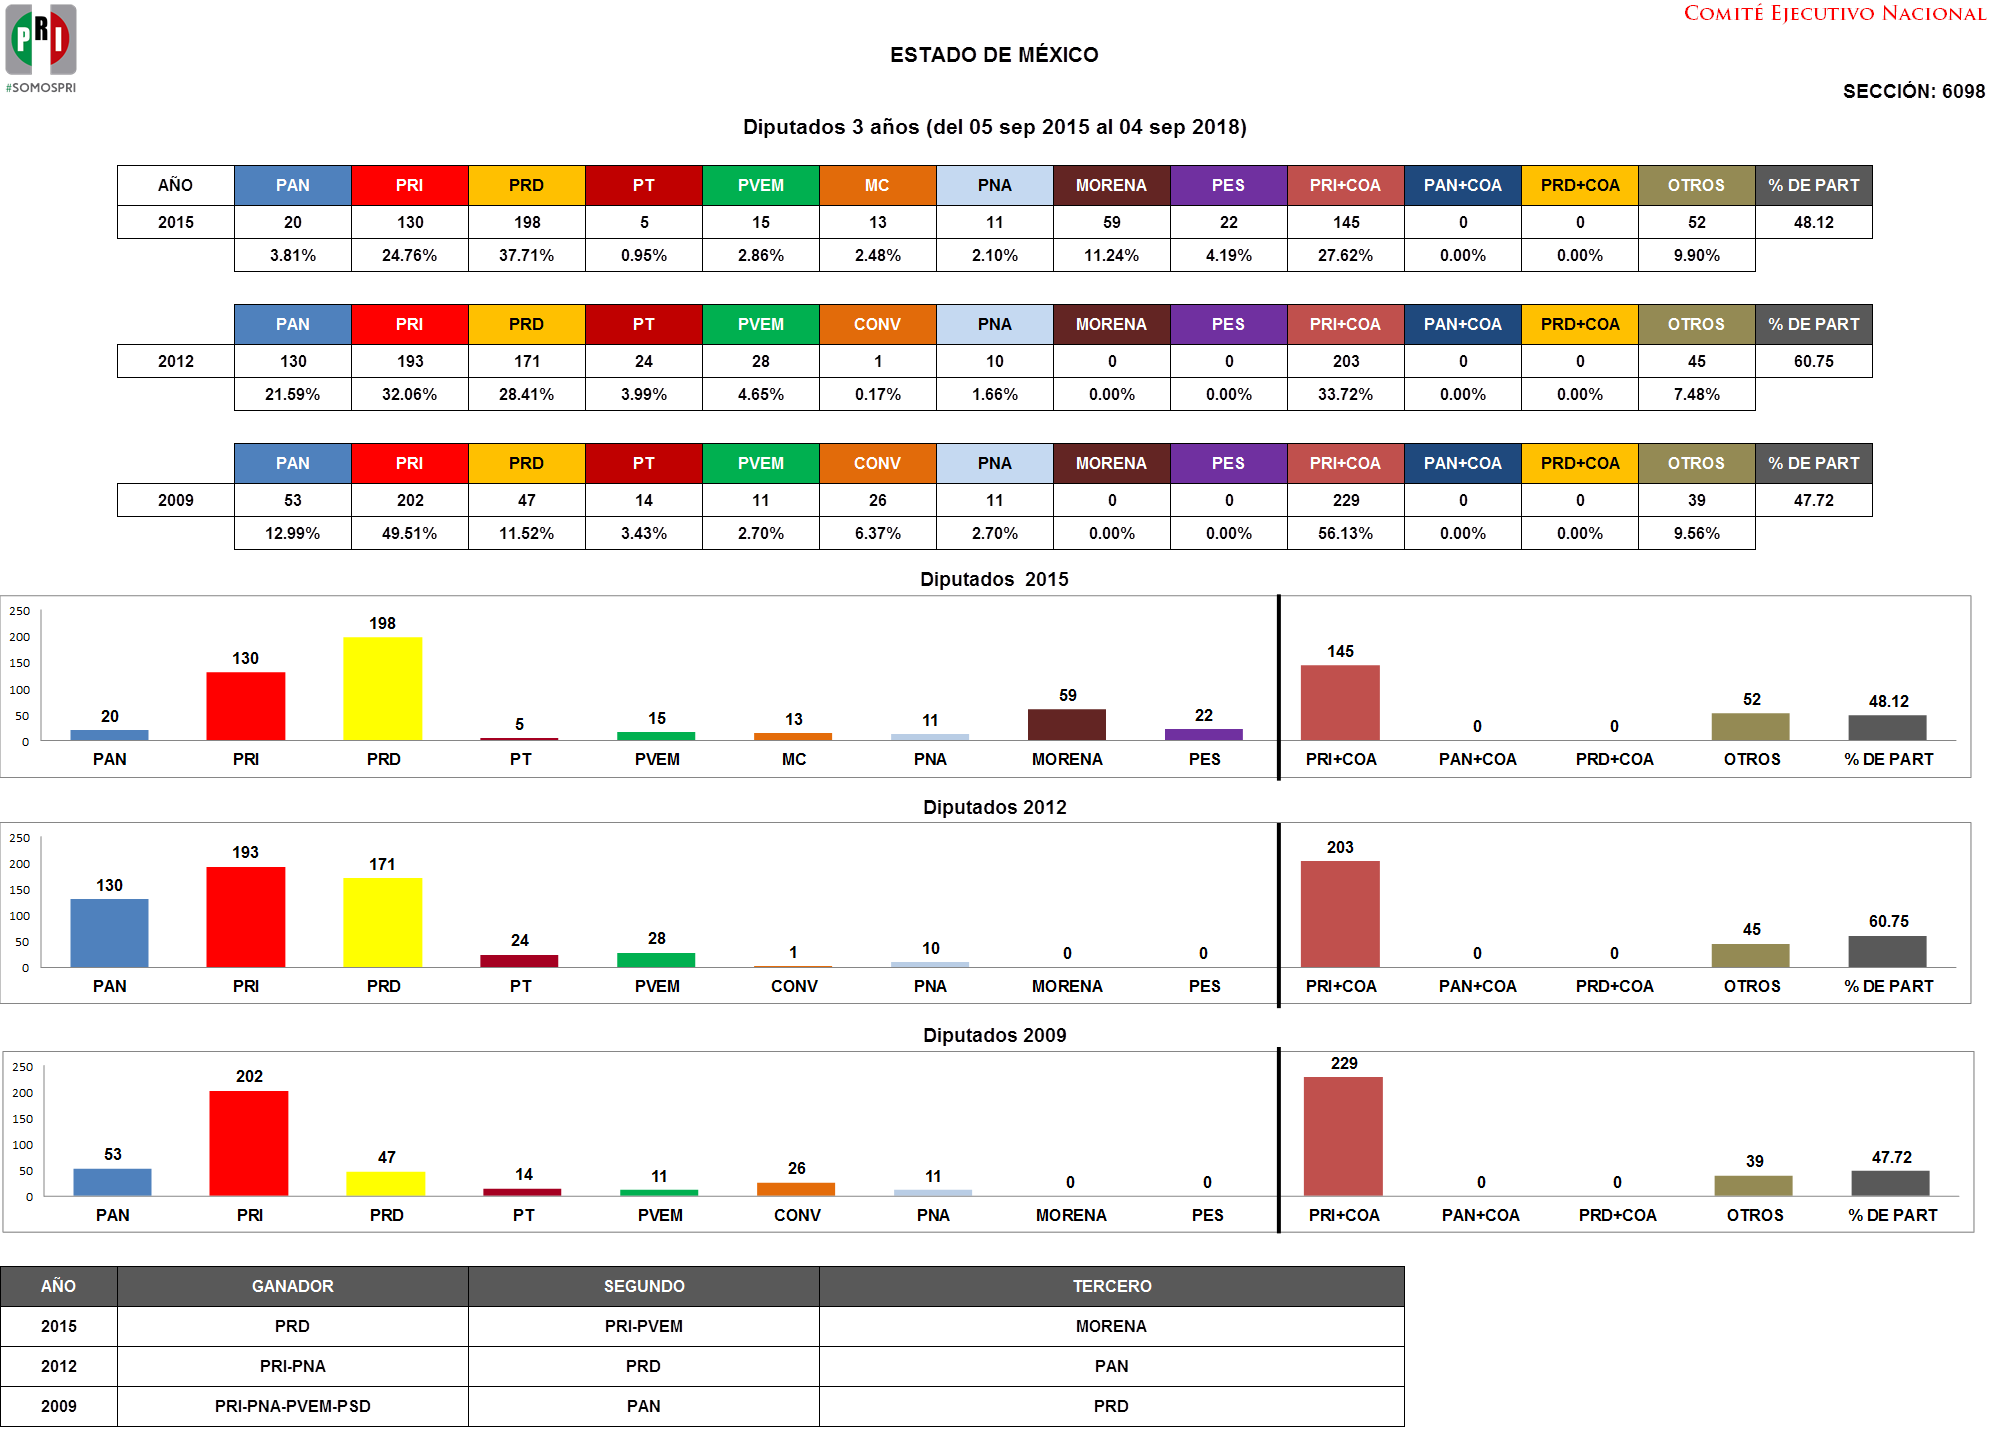 PRI
#SOMOSPRI
COMITÉ EJECUTIVO NACIONAL
ESTADO DE MÉXICO
SECCIÓN: 6098
Diputados 3 años (del 05 sep 2015 al 04 sep 2018)
AÑO PAN PRI PRD PT PVEM MC PNA MORENA PES PRI+COA PAN+COA PRD+COA OTROS % DE PART
2015 20 130 198 5 15 13 11 59 22 145 0 0 52 48.12
3.81% 24.76% 37.71% 0.95% 2.86% 2.48% 2.10% 11.24% 4.19% 27.62% 0.00% 0.00% 9.90%
PAN PRI PRD PT PVEM CONV PNA MORENA PES PRI+COA PAN+COA PRD+COA OTROS % DE PART
2012 130 193 171 24 28 1 10 0 0 203 0 0 45 60.75
21.59% 32.06% 28.41% 3.99% 4.65% 0.17% 1.66% 0.00% 0.00% 33.72% 0.00% 0.00% 7.48%
PAN PRI PRD PT PVEM CONV PNA MORENA PES PRI+COA PAN+COA PRD+COA OTROS % DE PART
2009 53 202 47 14 11 26 11 0 0 229 0 0 39 47.72
12.99% 49.51% 11.52% 3.43% 2.70% 6.37% 2.70% 0.00% 0.00% 56.13% 0.00% 0.00% 9.56%
Diputados 2015
250
200
150
100
50
0
20 130 198 5 15 13 11 59 22 145 0 0 52 48.12
PAN PRI PRD PT PVEM MC PNA MORENA PES PRI+COA PAN+COA PRD+COA OTROS % DE PART
Diputados 2012
250
200
150
100
50
0
130 193 171 24 28 1 10 0 0 203 0 0 45 60.75
PAN PRI PRD PT PVEM CONV PNA MORENA PES PRI+COA PAN+COA PRD+COA OTROS % DE PART
Diputados 2009
250
200
150
100
50
0
53 202 47 14 11 26 11 0 0 229 0 0 39 47.72
PAN PRI PRD PT PVEM CONV PNA MORENA PES PRI+COA PAN+COA PRD+COA OTROS % DE PART
AÑO GANADOR SEGUNDO TERCERO
2015 PRD PRI-PVEM MORENA
2012 PRI-PNA PRD PAN
2009 PRI-PNA-PVEM-PSD PAN PRD